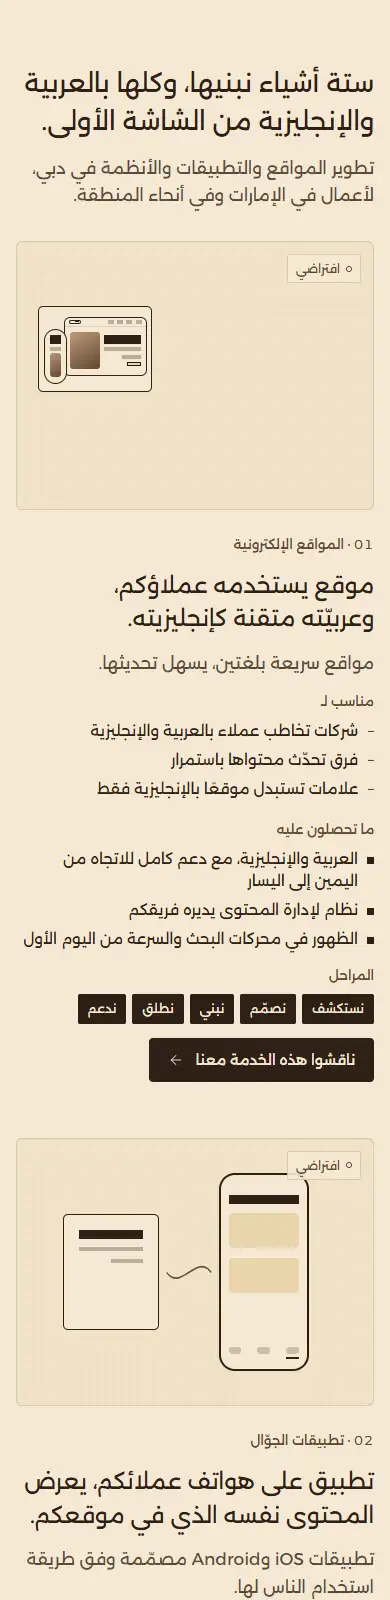 ستة أشياء نبنيها، وكلها بالعربية
والإنجليزية من الشاشة الأولى.
تطوير المواقع والتطبيقات والأنظمة في دبي،
لأعمال في الإمارات وفي أنحاء المنطقة.
افتراضي
01 · المواقع الإلكترونية
موقع يستخدمه عملاؤكم،
وعربيّته متقنة كإنجليزيته.
مواقع سريعة بلغتين، يسهل تحديثها.
مناسب لـ
– شركات تخاطب عملاء بالعربية والإنجليزية
– فرق تحدّث محتواها باستمرار
– علامات تستبدل موقعًا بالإنجليزية فقط
ما تحصلون عليه
العربية والإنجليزية، مع دعم كامل للاتجاه من
اليمين إلى اليسار
نظام لإدارة المحتوى يديره فريقكم
الظهور في محركات البحث والسرعة من اليوم الأول
المراحل
نستكشف نصمّم نبني نطلق ندعم
ناقشوا هذه الخدمة معنا ←
افتراضي
02 · تطبيقات الجوّال
تطبيق على هواتف عملائكم، يعرض
المحتوى نفسه الذي في موقعكم.
تطبيقات iOS وAndroid مصمّمة وفق طريقة
استخدام الناس لها.